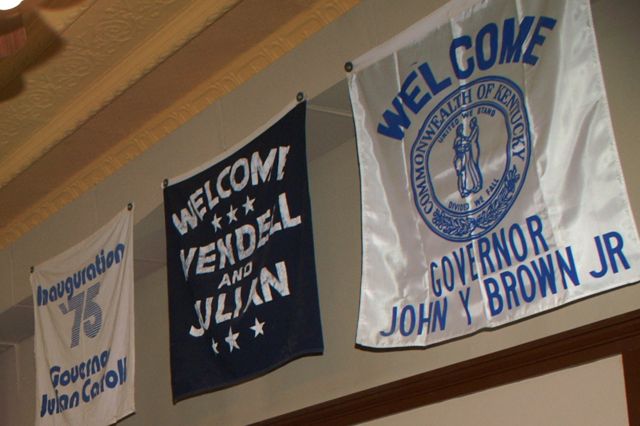 Inauguration
'75
Governor
Julian Carroll
WELCOME
WENDELL
AND
JULIAN
WELCOME
COMMONWEALTH OF KENTUCKY
UNITED WE STAND
DIVIDED WE FALL
GOVERNOR
JOHN Y BROWN JR